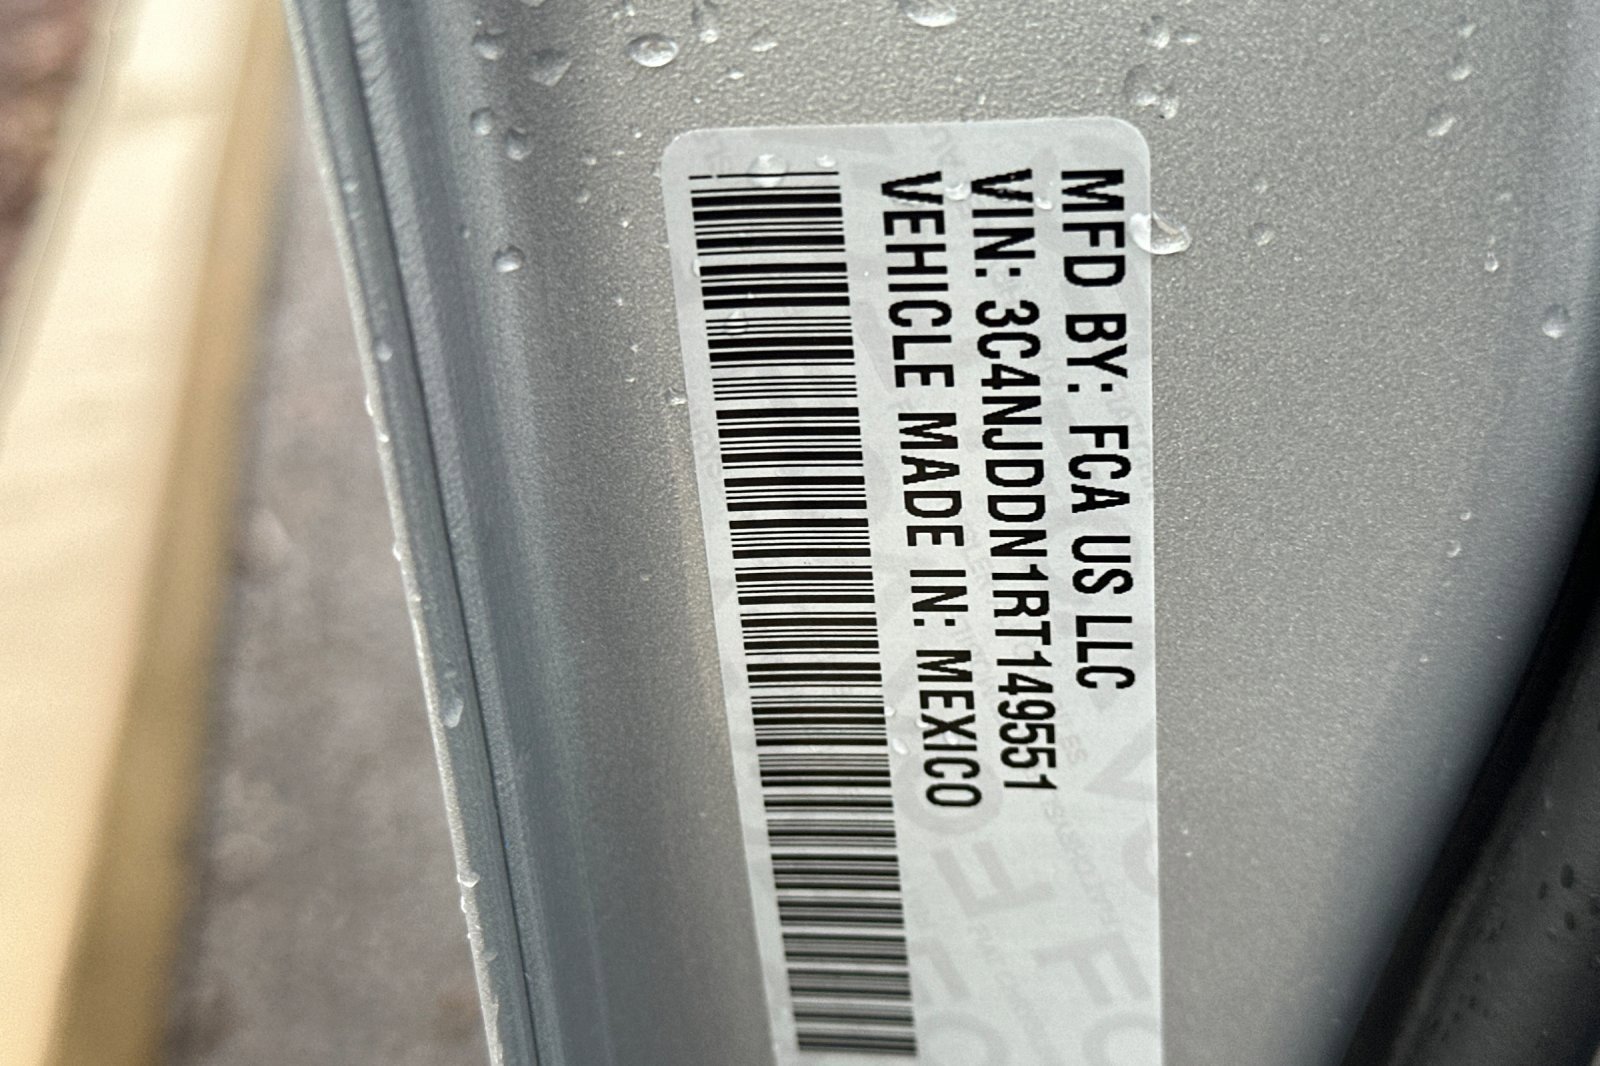 MFD BY: FCA US LLC
VIN: 3C4NJDDN1RT149551
VEHICLE MADE IN: MEXICO